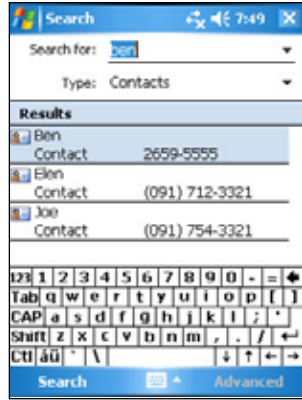 Search 7:49
Search for: ben
Type: Contacts
Results
Ben
Contact 2659-5555
Elen
Contact (091) 712-3321
Joe
Contact (091) 754-3321
123 1 2 3 4 5 6 7 8 9 0 - =
Tab q w e r t y u i o p [ ]
CAP a s d f g h j k l ; '
Shift z x c v b n m , . /
Ctl áü ` \
Search Advanced